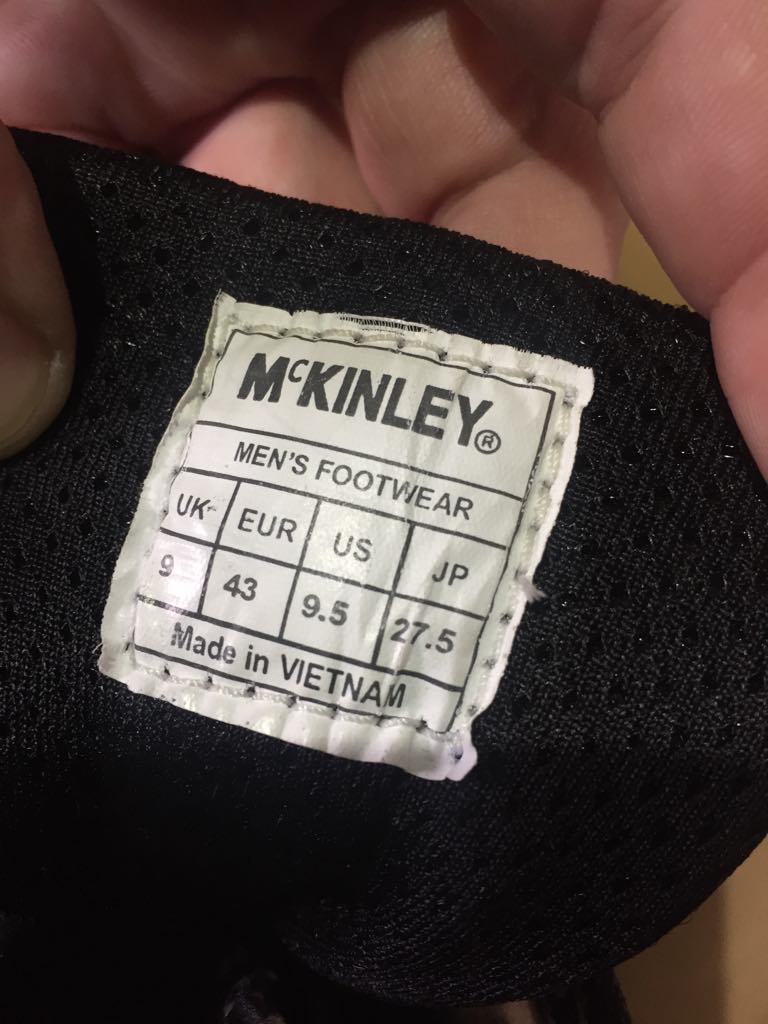 McKINLEY®
MEN'S FOOTWEAR
UK EUR US JP
9 43 9.5 27.5
Made in VIETNAM